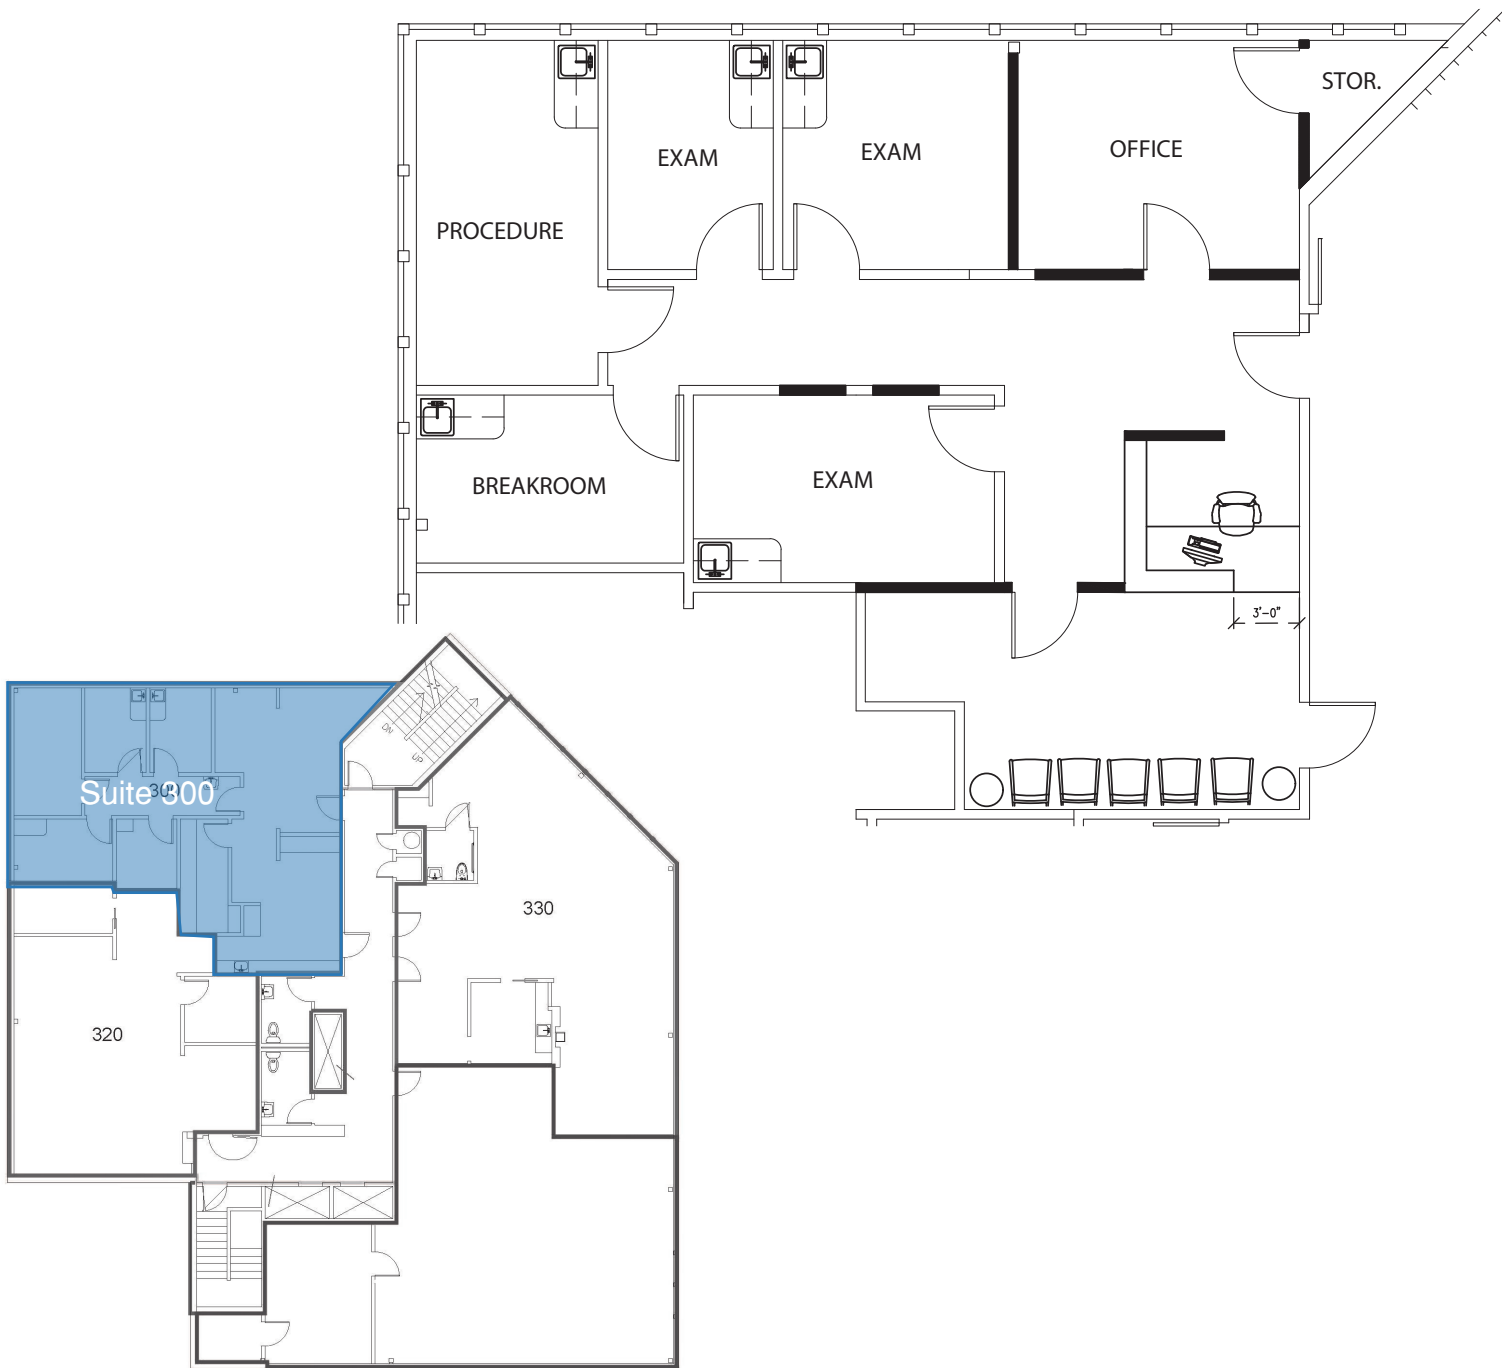 STOR.
EXAM
EXAM
OFFICE
PROCEDURE
BREAKROOM
EXAM
3'-0"
DN
UP
Suite 300
330
320